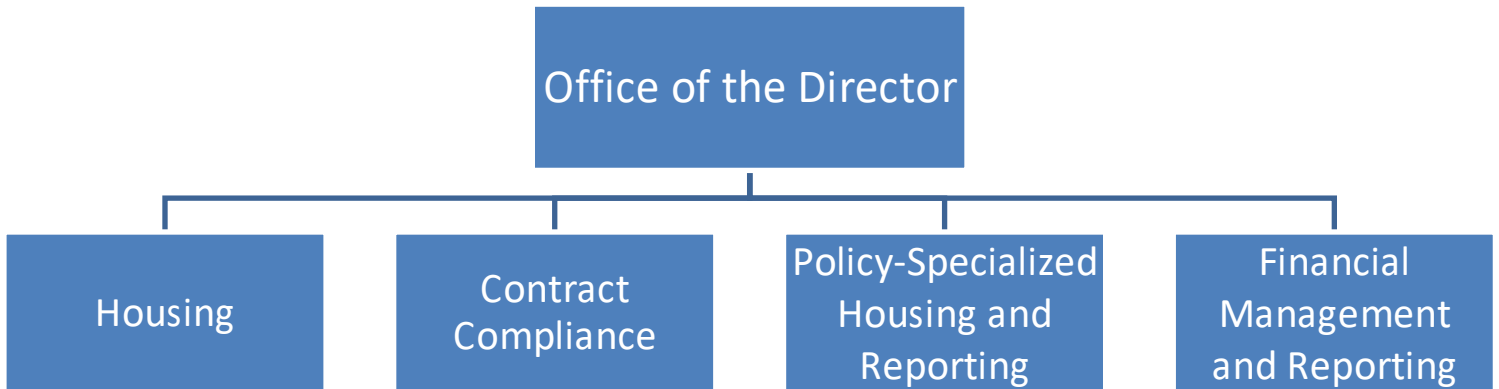 Office of the Director
Housing
Contract
Compliance
Policy-Specialized
Housing and
Reporting
Financial
Management
and Reporting